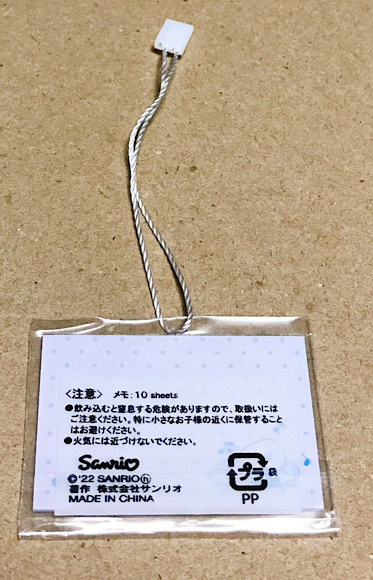 〈注意〉 メモ:10 sheets
●飲み込むと窒息する危険がありますので、取扱いには
ご注意ください。特に小さなお子様の近くに保管すること
はお避けください。
●火気には近づけないでください。
Sanrio
©'22 SANRIO ⓗ
著作 株式会社サンリオ
MADE IN CHINA
プラ 袋
PP